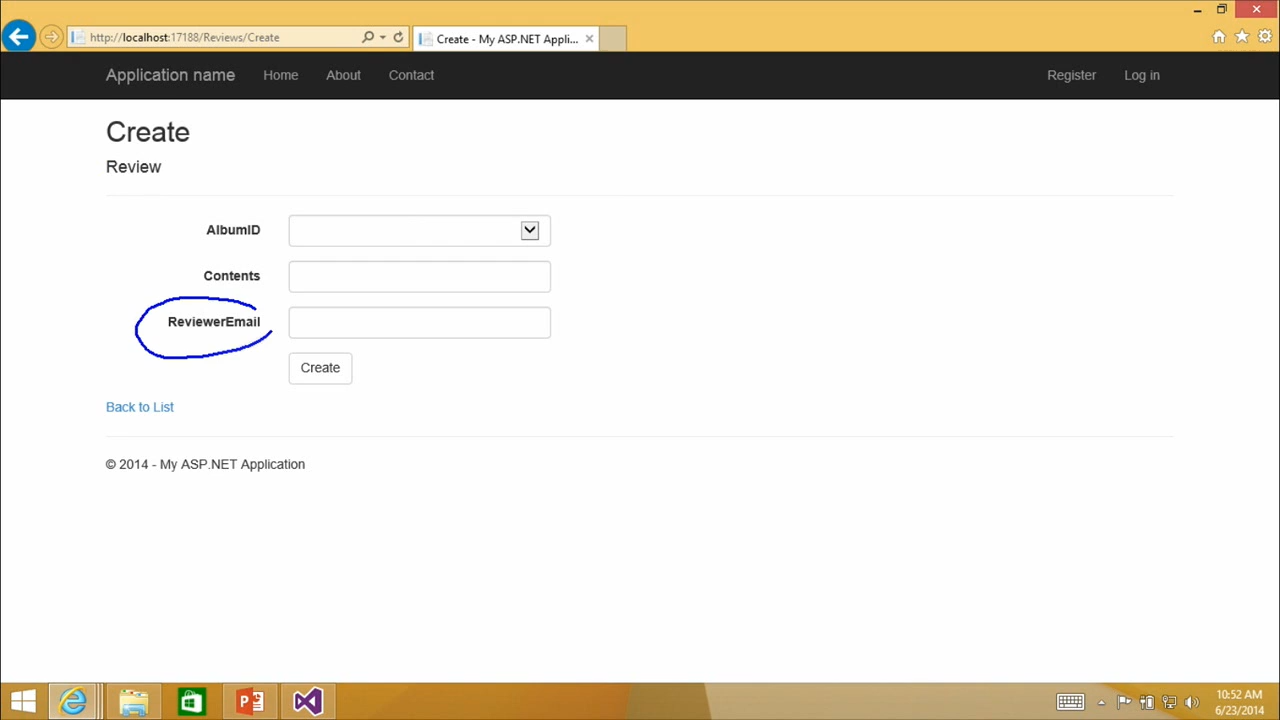 http://localhost:17188/Reviews/Create
Create - My ASP.NET Appli...
Application name Home About Contact Register Log in
Create
Review
AlbumID
Contents
ReviewerEmail
Create
Back to List
© 2014 - My ASP.NET Application
10:52 AM
6/23/2014